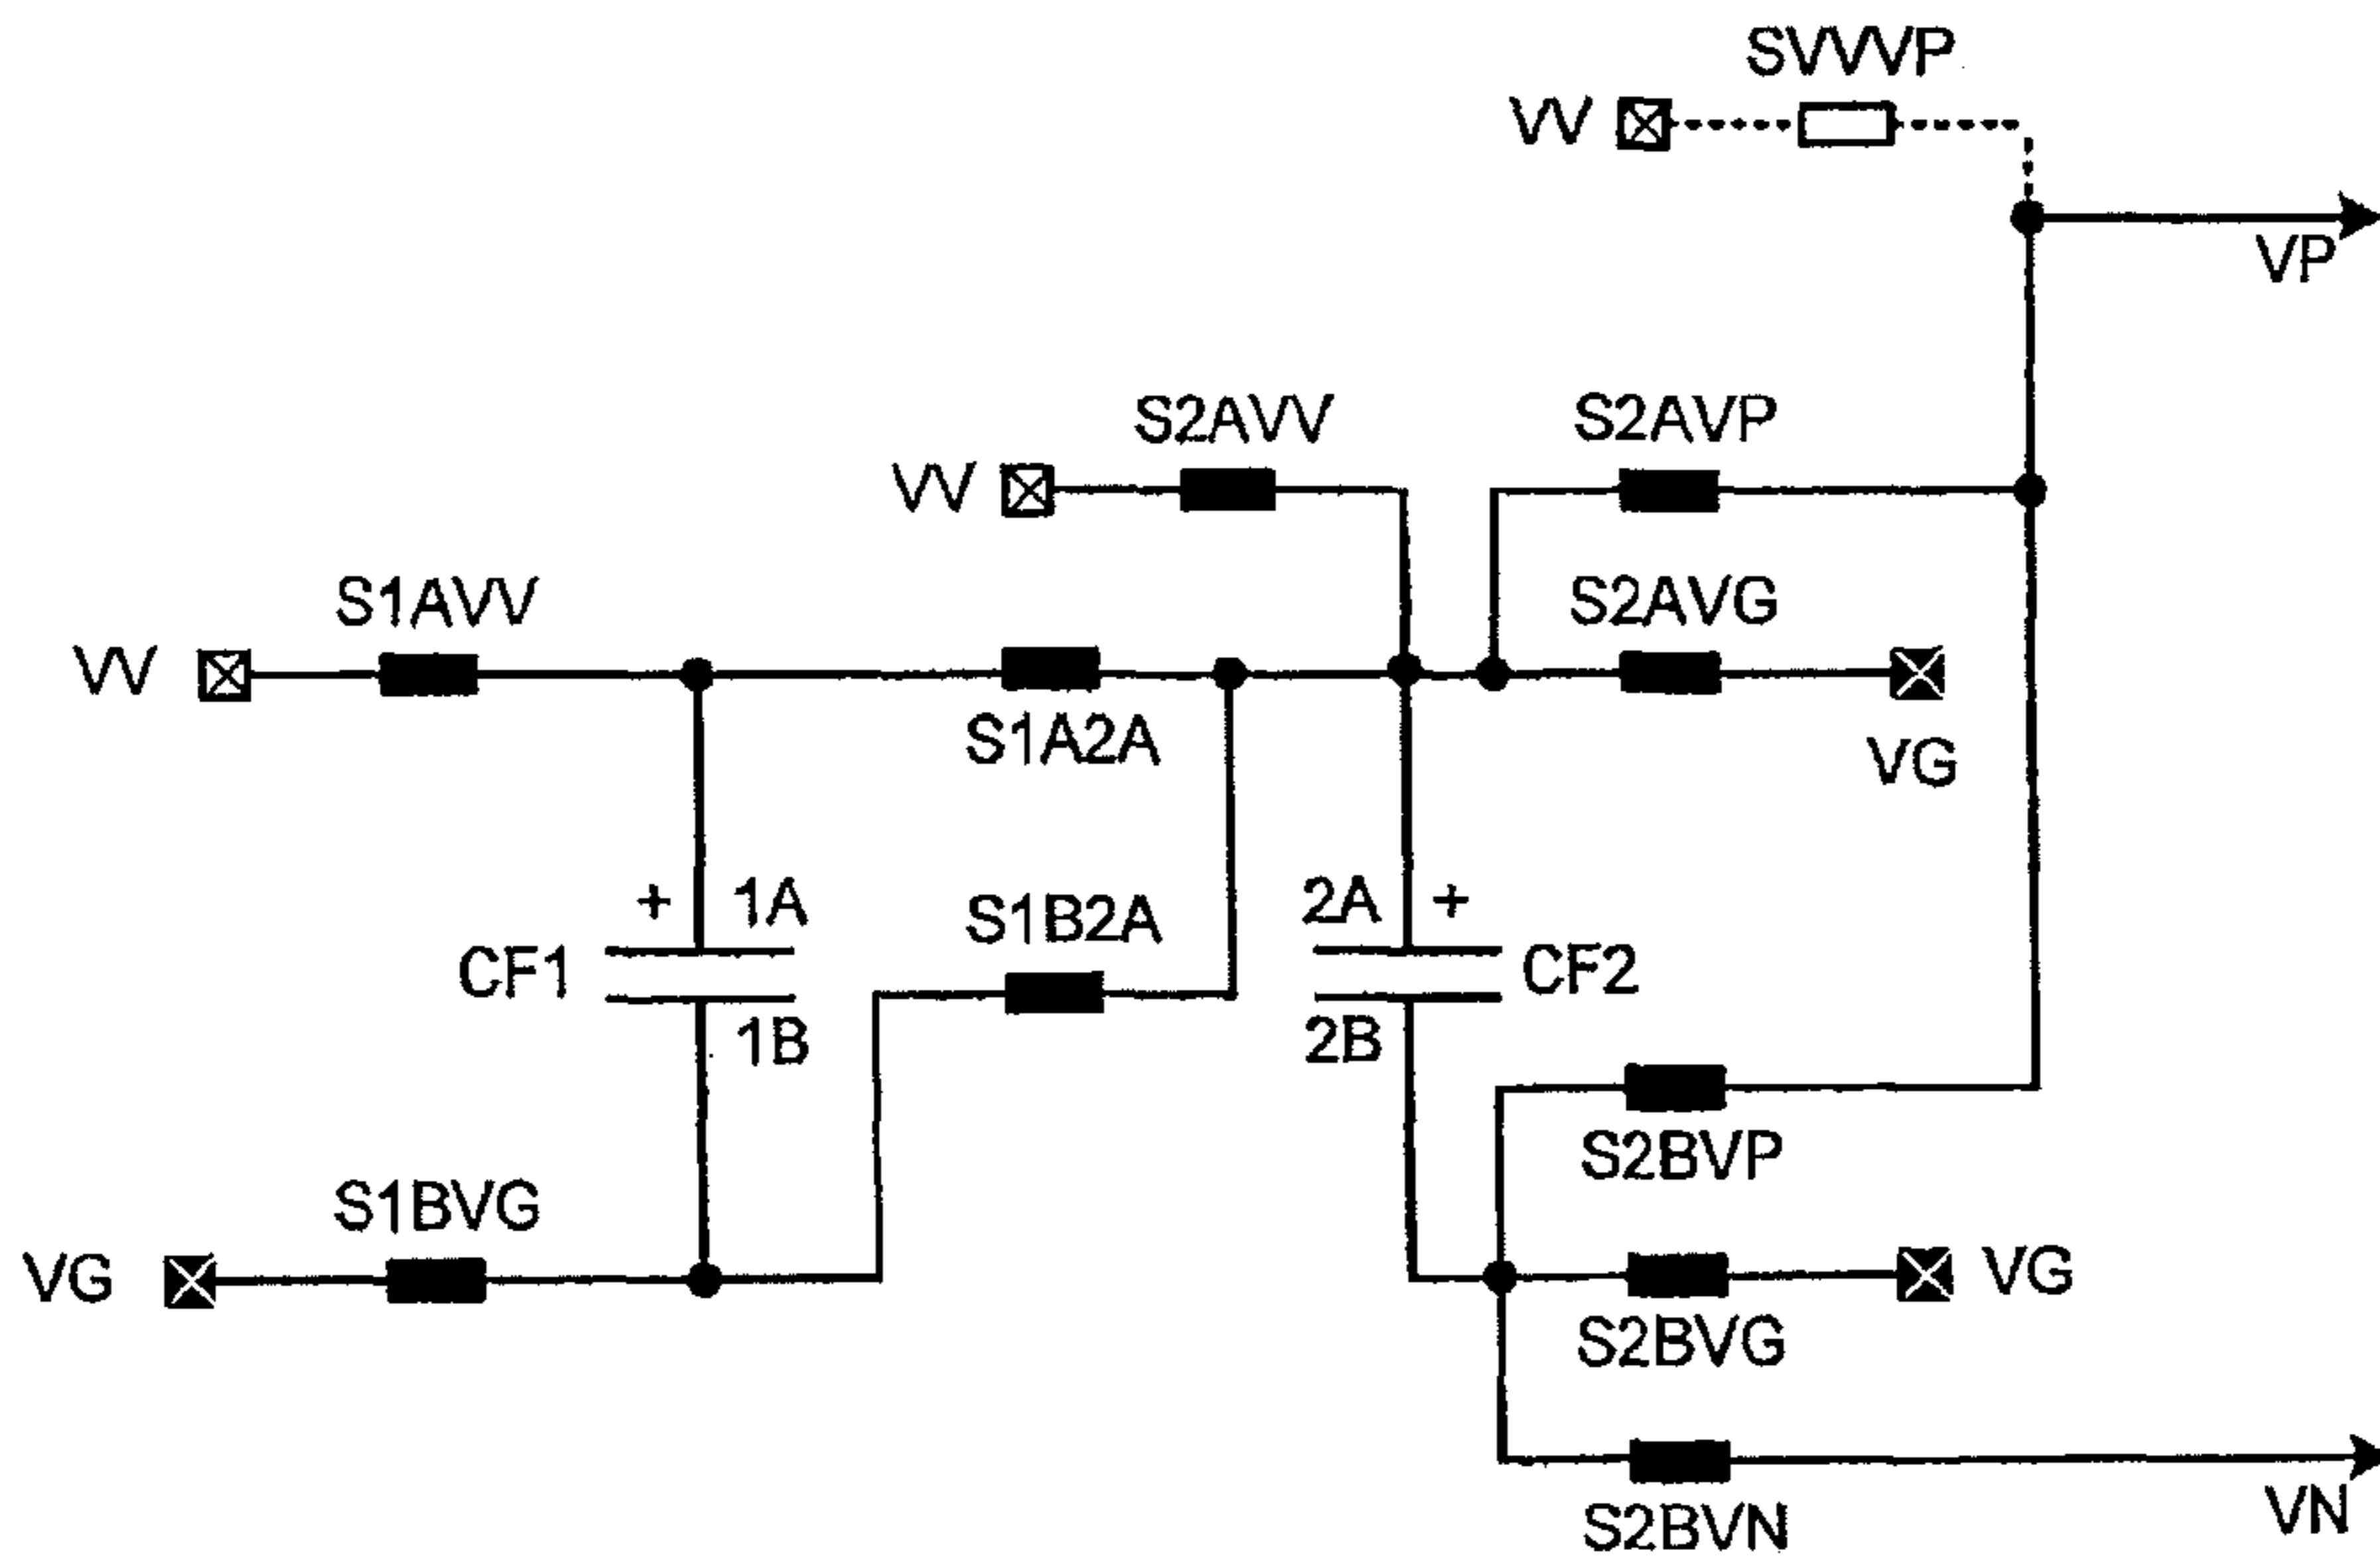 SVVVP
VV
VP
S2AVV
S2AVP
VV
S1AVV
S2AVG
VV
S1A2A
VG
+ 1A
S1B2A
2A +
CF1
CF2
1B
2B
S2BVP
S1BVG
VG
VG
S2BVG
VN
S2BVN